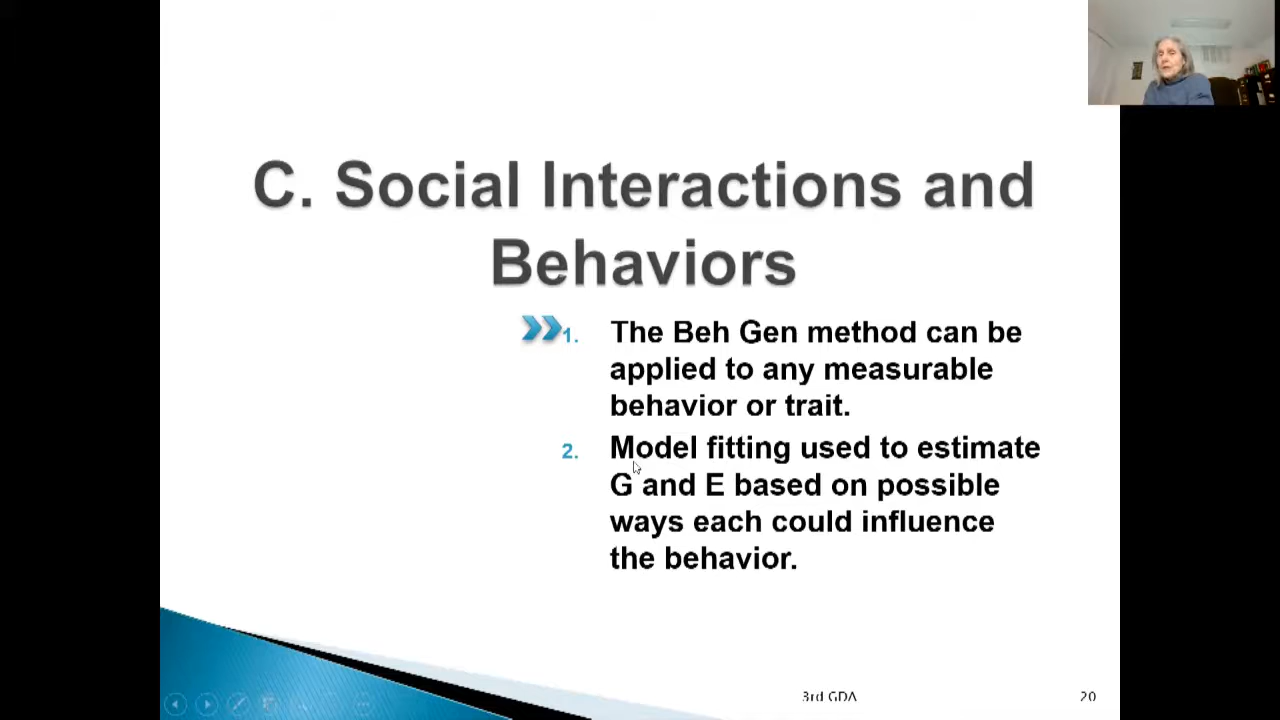 C. Social Interactions and
Behaviors
1. The Beh Gen method can be
applied to any measurable
behavior or trait.
2. Model fitting used to estimate
G and E based on possible
ways each could influence
the behavior.
3rd GDA
20